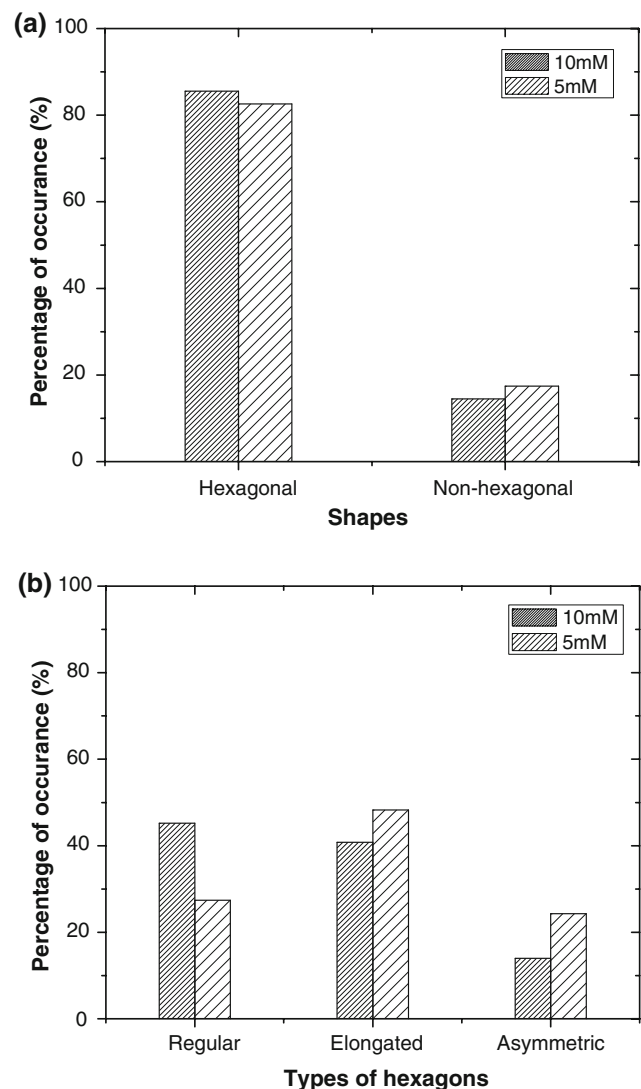 (a)
100
80
60
40
20
0
Percentage of occurance (%)
10mM
5mM
Hexagonal Non-hexagonal
Shapes
(b)
100
80
60
40
20
0
Percentage of occurance (%)
10mM
5mM
Regular Elongated Asymmetric
Types of hexagons